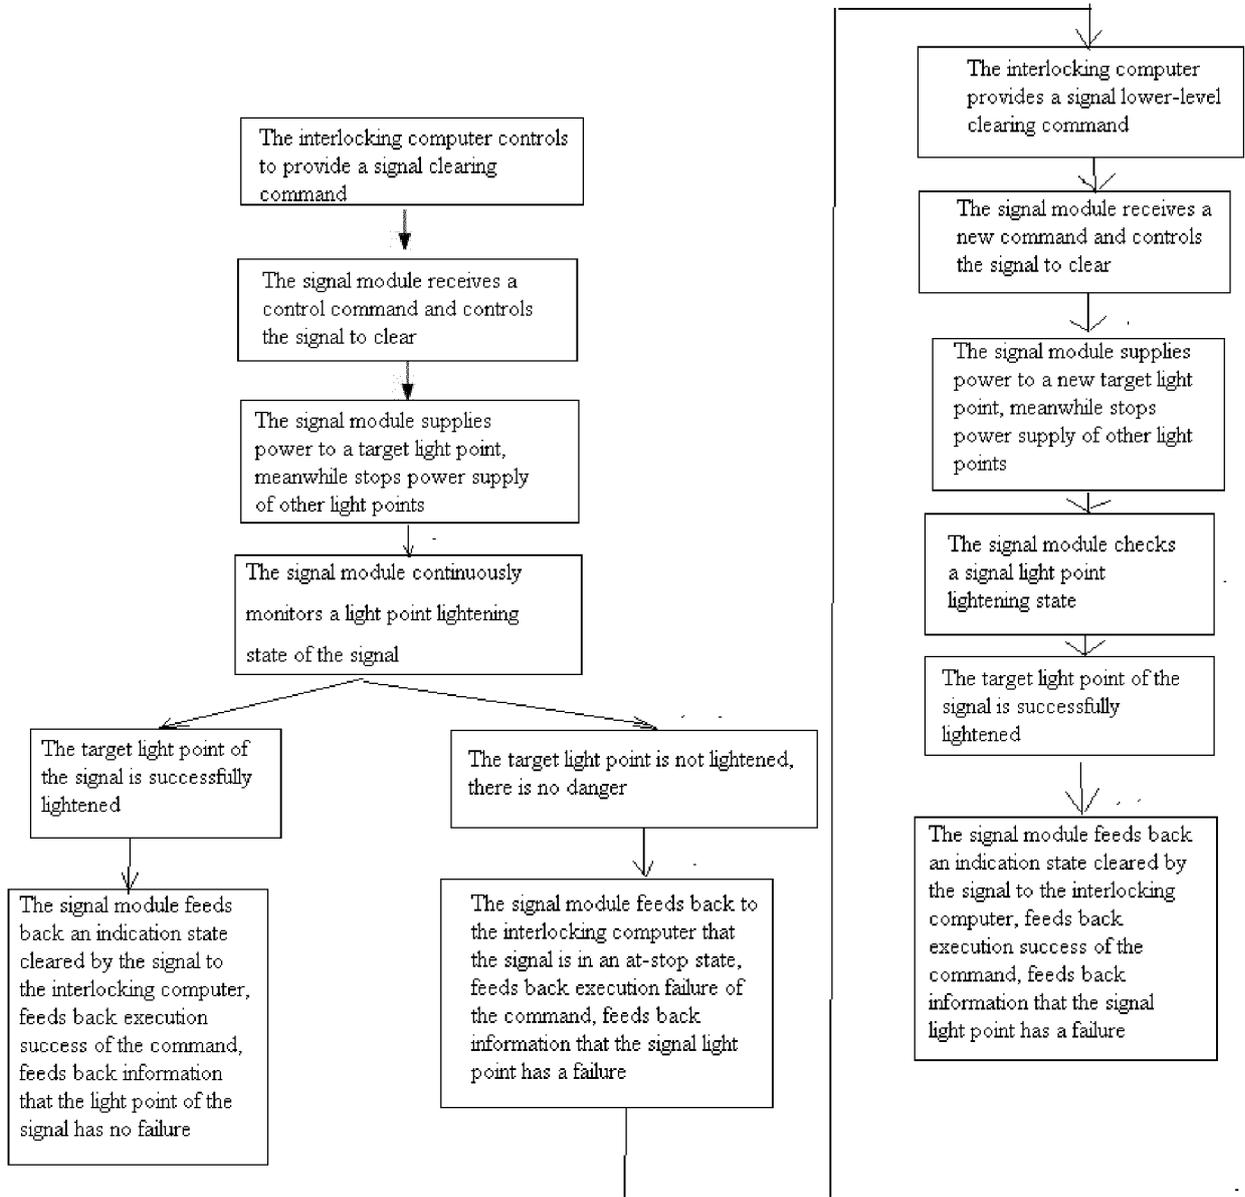 The interlocking computer controls
to provide a signal clearing
command
The signal module receives a
control command and controls
the signal to clear
The signal module supplies
power to a target light point,
meanwhile stops power supply
of other light points
The signal module continuously
monitors a light point lightening
state of the signal
The target light point of
the signal is successfully
lightened
The signal module feeds
back an indication state
cleared by the signal to
the interlocking computer,
feeds back execution
success of the command,
feeds back information
that the light point of the
signal has no failure
The target light point is not lightened,
there is no danger
The signal module feeds back to
the interlocking computer that
the signal is in an at-stop state,
feeds back execution failure of
the command, feeds back
information that the signal light
point has a failure
The interlocking computer
provides a signal lower-level
clearing command
The signal module receives a
new command and controls
the signal to clear
The signal module supplies
power to a new target light
point, meanwhile stops
power supply of other light
points
The signal module checks
a signal light point
lightening state
The target light point of the
signal is successfully
lightened
The signal module feeds back
an indication state cleared by
the signal to the interlocking
computer, feeds back
execution success of the
command, feeds back
information that the signal
light point has a failure